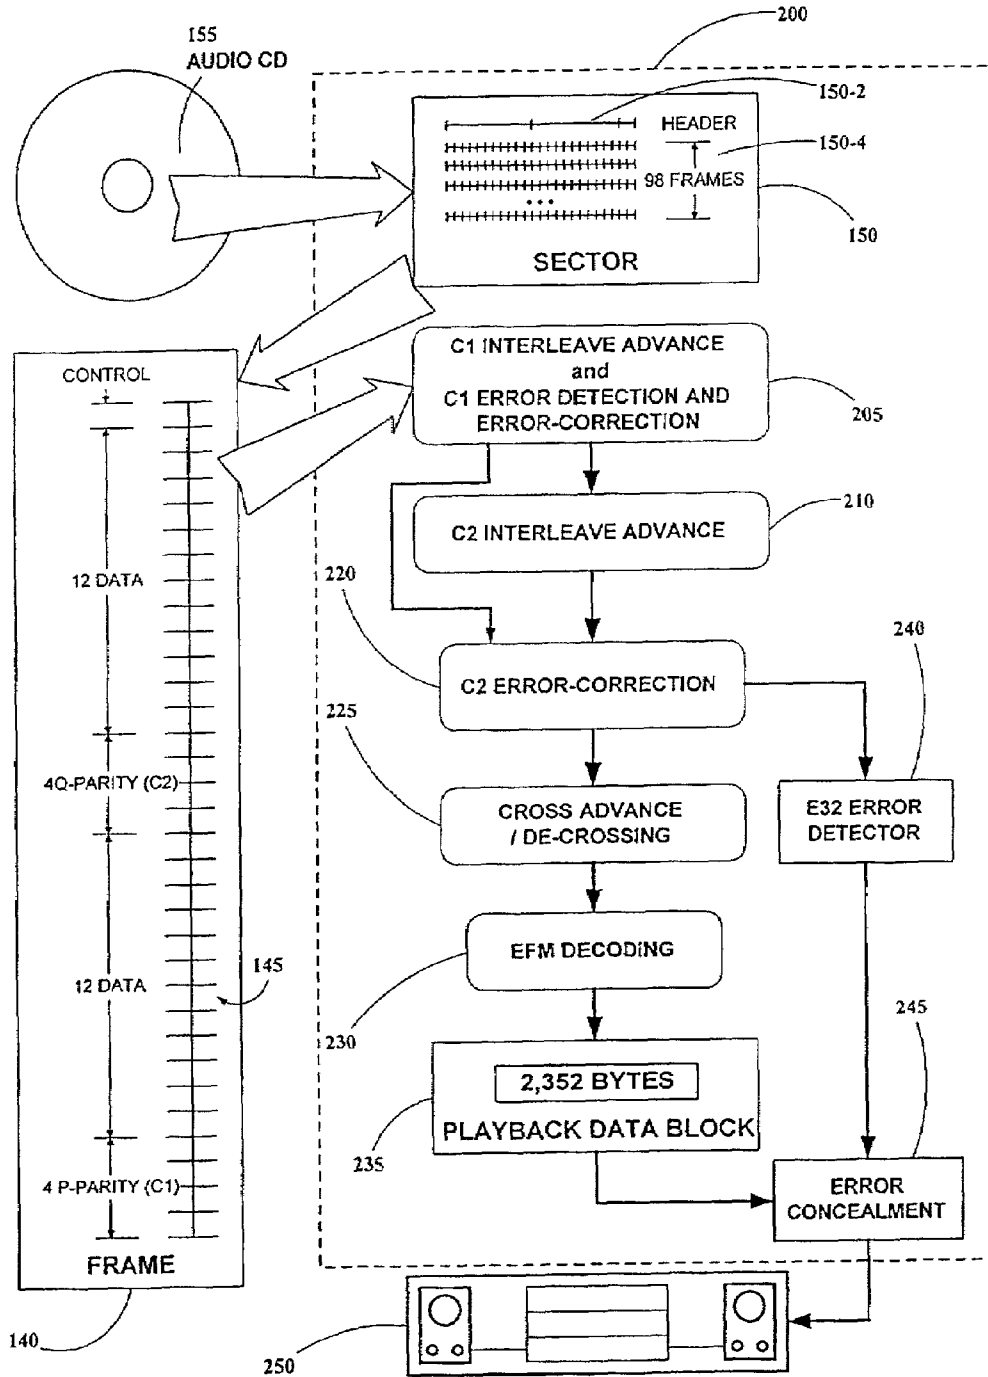 200
155
AUDIO CD
150-2
HEADER
150-4
98 FRAMES
150
SECTOR
C1 INTERLEAVE ADVANCE
and
C1 ERROR DETECTION AND
ERROR-CORRECTION
205
CONTROL
C2 INTERLEAVE ADVANCE
210
12 DATA
220
C2 ERROR-CORRECTION
240
225
4Q-PARITY (C2)
CROSS ADVANCE
/ DE-CROSSING
E32 ERROR
DETECTOR
EFM DECODING
145
12 DATA
230
245
2,352 BYTES
PLAYBACK DATA BLOCK
235
4 P-PARITY (C1)
ERROR
CONCEALMENT
FRAME
140
250